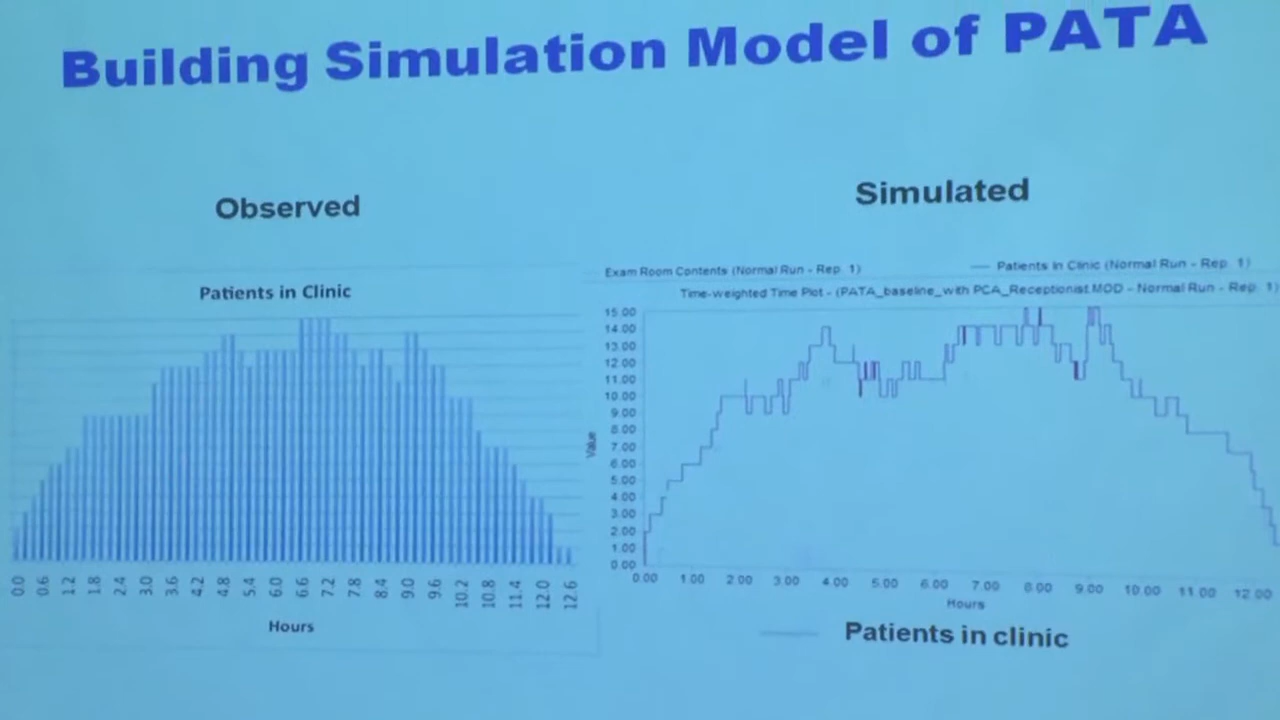 Building Simulation Model of PATA
Observed
Simulated
Patients in Clinic
Exam Room Contents (Normal Run - Rep. 1)
Patients In Clinic (Normal Run - Rep. 1)
Time-weighted Time Plot - (PATA_baseline_with PCA_Receptionist.MOD - Normal Run - Rep. 1)
15.00
14.00
13.00
12.00
11.00
10.00
9.00
8.00
7.00
6.00
5.00
4.00
3.00
2.00
1.00
0.00
Value
0.0 0.6 1.2 1.8 2.4 3.0 3.6 4.2 4.8 5.4 6.0 6.6 7.2 7.8 8.4 9.0 9.6 10.2 10.8 11.4 12.0 12.6
Hours
0.00 1.00 2.00 3.00 4.00 5.00 6.00 7.00 8.00 9.00 10.00 11.00 12.00
Hours
Patients in clinic